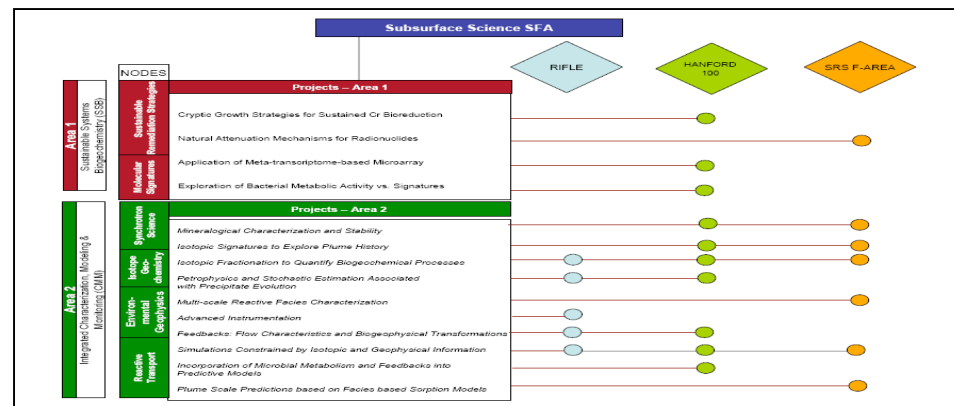 Subsurface Science SFA
RIFLE
HANFORD
100
SRS F-AREA
NODES
Area 1
Sustainable Systems
Biogeochemistry (SSB)
Sustainable
Remediation Strategies
Molecular
Signatures
Projects – Area 1
Cryptic Growth Strategies for Sustained Cr Bioreduction
Natural Attenuation Mechanisms for Radionuclides
Application of Meta-transcriptome-based Microarray
Exploration of Bacterial Metabolic Activity vs. Signatures
Area 2
Integrated Characterization, Modeling &
Monitoring (CIMM)
Synchrotron
Science
Isotope
Geo-
chemistry
Environ-
mental
Geophysics
Reactive
Transport
Projects – Area 2
Mineralogical Characterization and Stability
Isotopic Signatures to Explore Plume History
Isotopic Fractionation to Quantify Biogeochemical Processes
Petrophysics and Stochastic Estimation Associated
with Precipitate Evolution
Multi-scale Reactive Facies Characterization
Advanced Instrumentation
Feedbacks: Flow Characteristics and Biogeophysical Transformations
Simulations Constrained by Isotopic and Geophysical Information
Incorporation of Microbial Metabolism and Feedbacks into
Predictive Models
Plume Scale Predictions based on Facies based Sorption Models